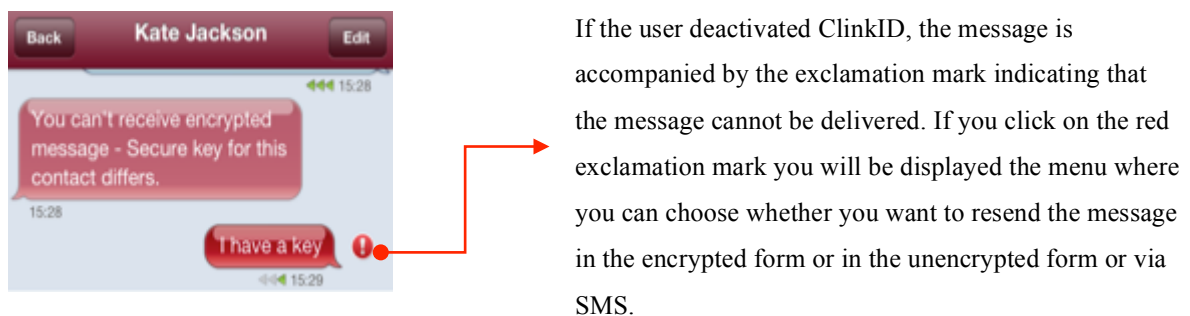 Back Kate Jackson Edit
15:28
You can't receive encrypted
message - Secure key for this
contact differs.
15:28
I have a key
15:29
If the user deactivated ClinkID, the message is
accompanied by the exclamation mark indicating that
the message cannot be delivered. If you click on the red
exclamation mark you will be displayed the menu where
you can choose whether you want to resend the message
in the encrypted form or in the unencrypted form or via
SMS.